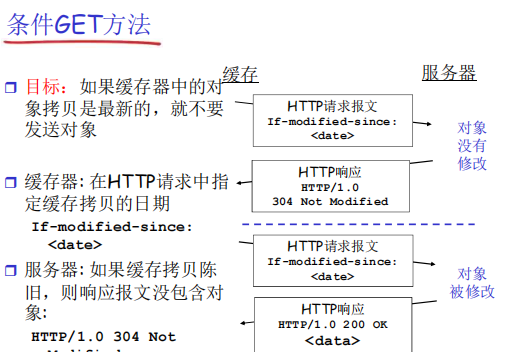 条件GET方法
目标：如果缓存器中的对
象拷贝是最新的，就不要
发送对象
缓存器：在HTTP请求中指
定缓存拷贝的日期
If-modified-since:
<date>
服务器：如果缓存拷贝陈
旧，则响应报文没包含对
象：
HTTP/1.0 304 Not
缓存
服务器
HTTP请求报文
If-modified-since:
<date>
对象
没有
修改
HTTP响应
HTTP/1.0
304 Not Modified
HTTP请求报文
If-modified-since:
<date>
对象
被修改
HTTP响应
HTTP/1.0 200 OK
<data>